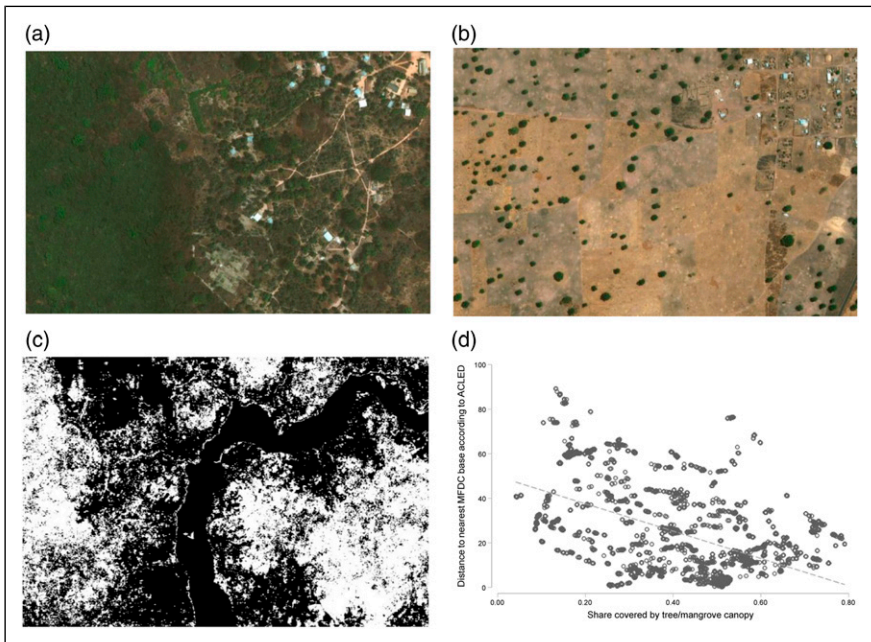 (a)
(b)
(c)
(d)
100
80
60
40
20
0
Distance to nearest MFDC base according to ACLED
0.00
0.20
0.40
0.60
0.80
Share covered by tree/mangrove canopy